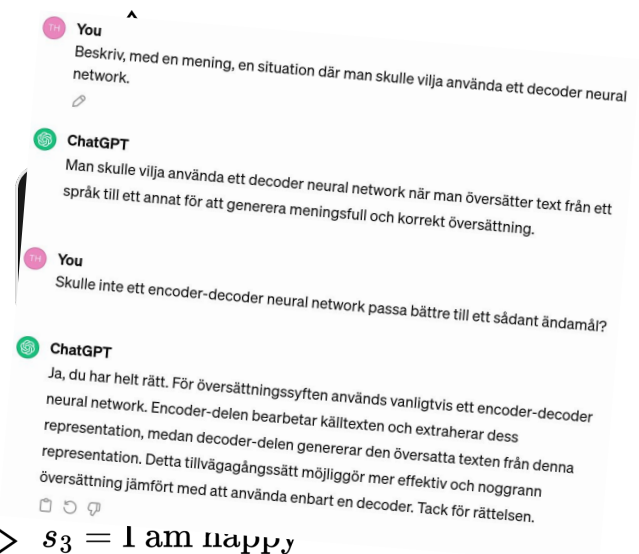 You
Beskriv, med en mening, en situation där man skulle vilja använda ett decoder neural
network.
ChatGPT
Man skulle vilja använda ett decoder neural network när man översätter text från ett
språk till ett annat för att generera meningsfull och korrekt översättning.
You
Skulle inte ett encoder-decoder neural network passa bättre till ett sådant ändamål?
ChatGPT
Ja, du har helt rätt. För översättningssyften används vanligtvis ett encoder-decoder
neural network. Encoder-delen bearbetar källtexten och extraherar dess
representation, medan decoder-delen genererar den översatta texten från denna
representation. Detta tillvägagångssätt möjliggör mer effektiv och noggrann
översättning jämfört med att använda enbart en decoder. Tack för rättelsen.
s₃ = I am happy